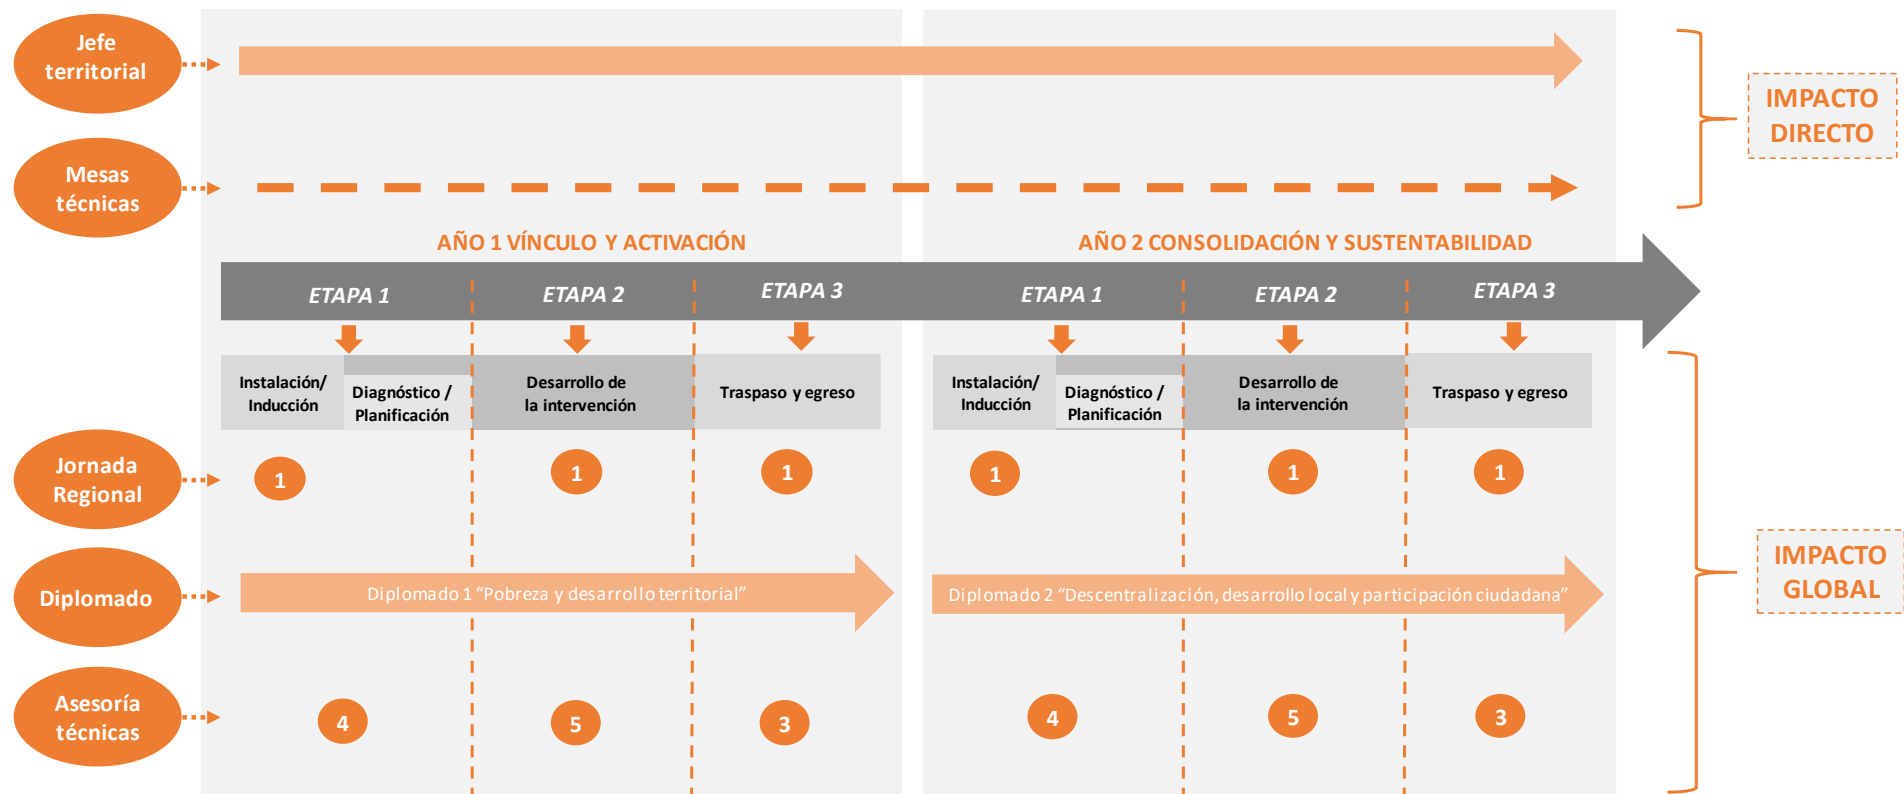 Jefe
territorial
IMPACTO
DIRECTO
Mesas
técnicas
AÑO 1 VÍNCULO Y ACTIVACIÓN
AÑO 2 CONSOLIDACIÓN Y SUSTENTABILIDAD
ETAPA 1
ETAPA 2
ETAPA 3
ETAPA 1
ETAPA 2
ETAPA 3
Instalación/
Inducción
Diagnóstico /
Planificación
Desarrollo de
la intervención
Traspaso y egreso
Instalación/
Inducción
Diagnóstico /
Planificación
Desarrollo de
la intervención
Traspaso y egreso
Jornada
Regional
1
1
1
1
1
1
Diplomado
Diplomado 1 “Pobreza y desarrollo territorial”
Diplomado 2 “Descentralización, desarrollo local y participación ciudadana”
IMPACTO
GLOBAL
Asesoría
técnicas
4
5
3
4
5
3